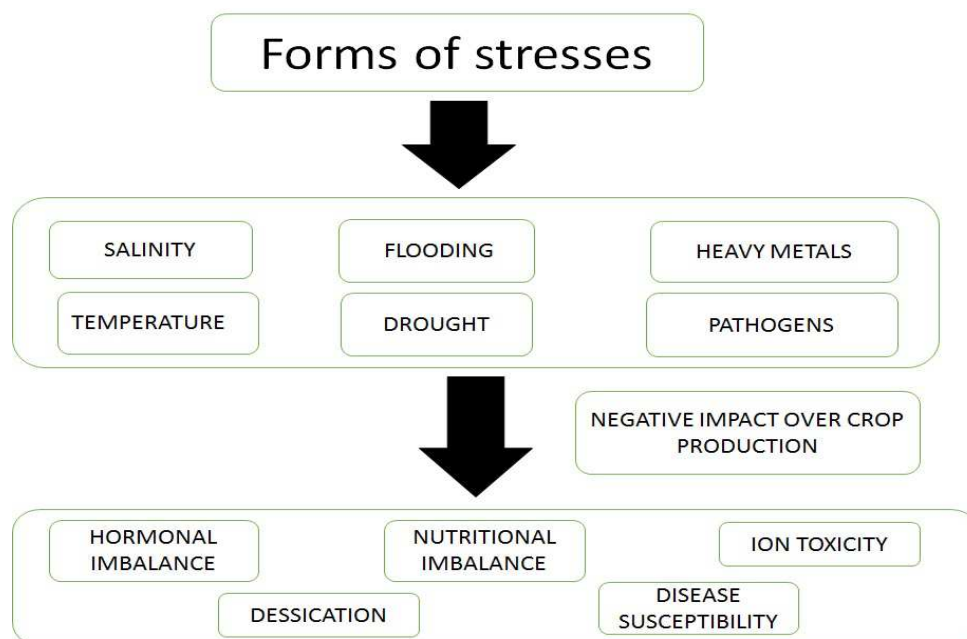 Forms of stresses
SALINITY
FLOODING
HEAVY METALS
TEMPERATURE
DROUGHT
PATHOGENS
NEGATIVE IMPACT OVER CROP
PRODUCTION
HORMONAL
IMBALANCE
NUTRITIONAL
IMBALANCE
ION TOXICITY
DESSICATION
DISEASE
SUSCEPTIBILITY